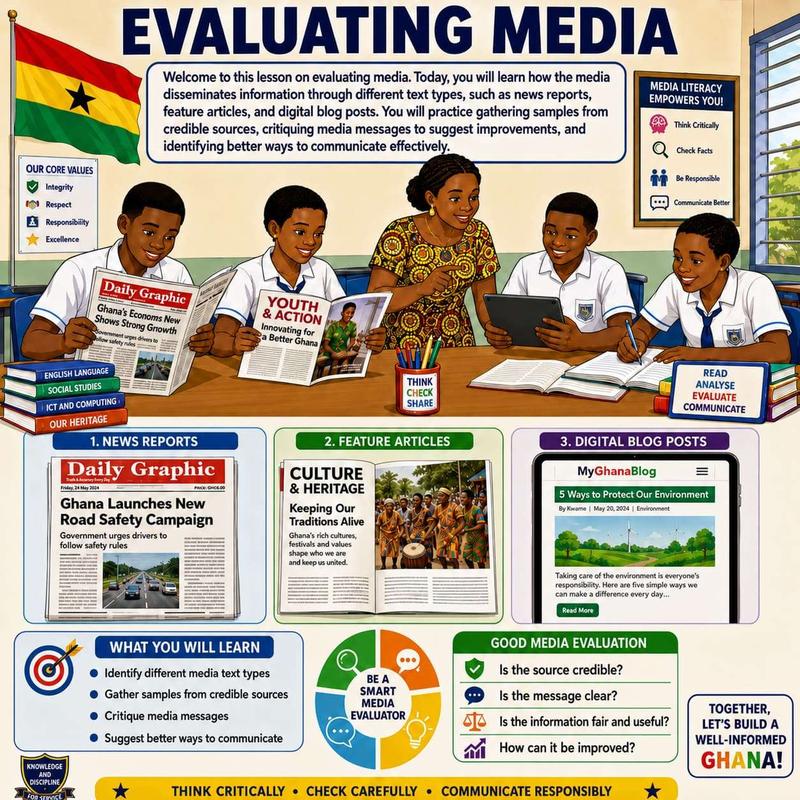 EVALUATING MEDIA
Welcome to this lesson on evaluating media. Today, you will learn how the media
disseminates information through different text types, such as news reports,
feature articles, and digital blog posts. You will practice gathering samples from
credible sources, critiquing media messages to suggest improvements, and
identifying better ways to communicate effectively.
MEDIA LITERACY
EMPOWERS YOU!
Think Critically
Check Facts
Be Responsible
Communicate Better
OUR CORE VALUES
Integrity
Respect
Responsibility
Excellence
Daily Graphic
Ghana's Economs New
Shows Strong Growth
Government urges drivers to
follow safety rules
YOUTH
& ACTION
Innovating for
a Better Ghana
THINK
CHECK
SHARE
ENGLISH LANGUAGE
SOCIAL STUDIES
ICT AND COMPUTING
OUR HERITAGE
READ
ANALYSE
EVALUATE
COMMUNICATE
1. NEWS REPORTS
Daily Graphic
Friday, 24 May 2024
PRICE: GH¢6.00
Ghana Launches New
Road Safety Campaign
Government urges drivers to
follow safety rules
2. FEATURE ARTICLES
CULTURE
& HERITAGE
Keeping Our
Traditions Alive
Ghana's rich cultures,
festivals and values
shape who we are
and keep us united.
3. DIGITAL BLOG POSTS
MyGhanaBlog
5 Ways to Protect Our Environment
By Kwame | May 20, 2024 | Environment
Taking care of the environment is everyone's
responsibility. Here are five simple ways we
can make a difference every day...
Read More
WHAT YOU WILL LEARN
Identify different media text types
Gather samples from credible sources
Critique media messages
Suggest better ways to communicate
BE A
SMART
MEDIA
EVALUATOR
GOOD MEDIA EVALUATION
Is the source credible?
Is the message clear?
Is the information fair and useful?
How can it be improved?
TOGETHER,
LET'S BUILD A
WELL-INFORMED
GHANA!
KNOWLEDGE
AND
DISCIPLINE
FOR SERVICE
THINK CRITICALLY • CHECK CAREFULLY • COMMUNICATE RESPONSIBLY